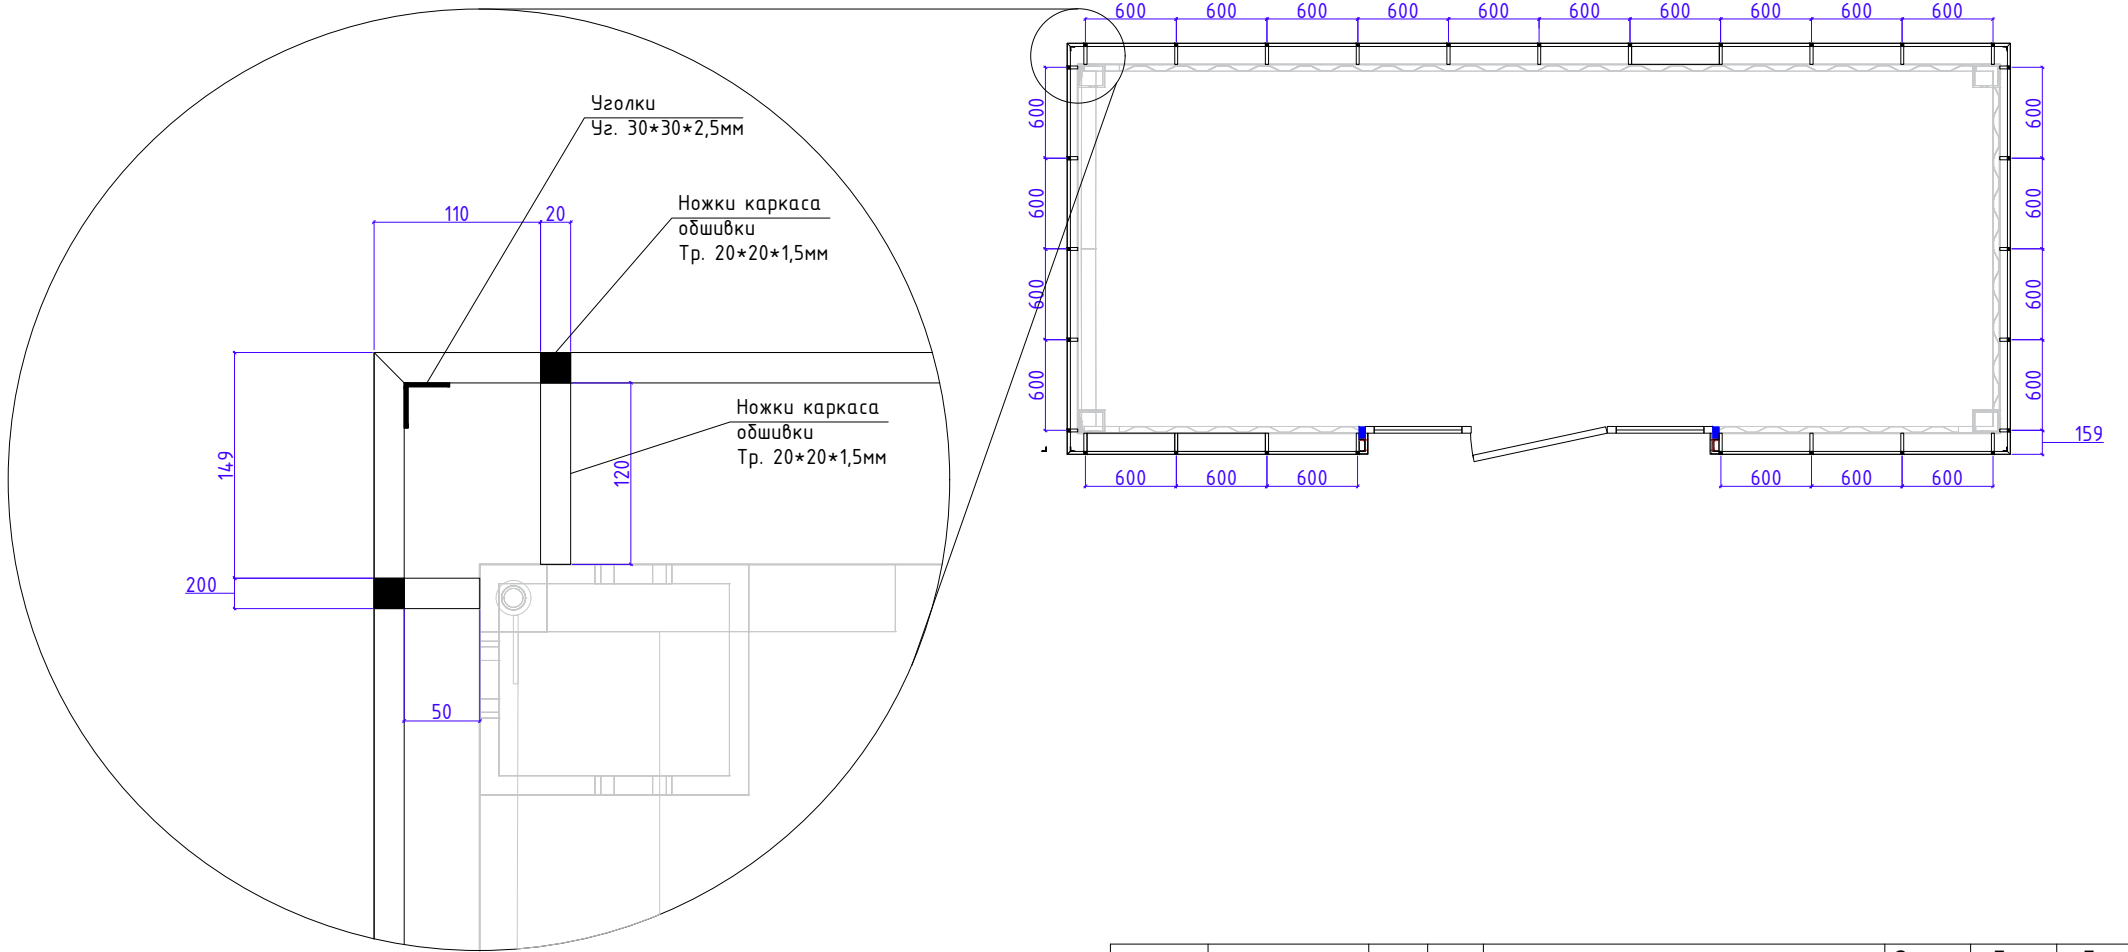 600 600 600 600 600 600 600 600 600 600
Уголки
Уг. 30*30*2,5мм
Ножки каркаса
обшивки
Тр. 20*20*1,5мм
110 20
600 600
600 600
600 600
600 600
Ножки каркаса
обшивки
Тр. 20*20*1,5мм
149
120
159
600 600 600 600 600 600
200
50